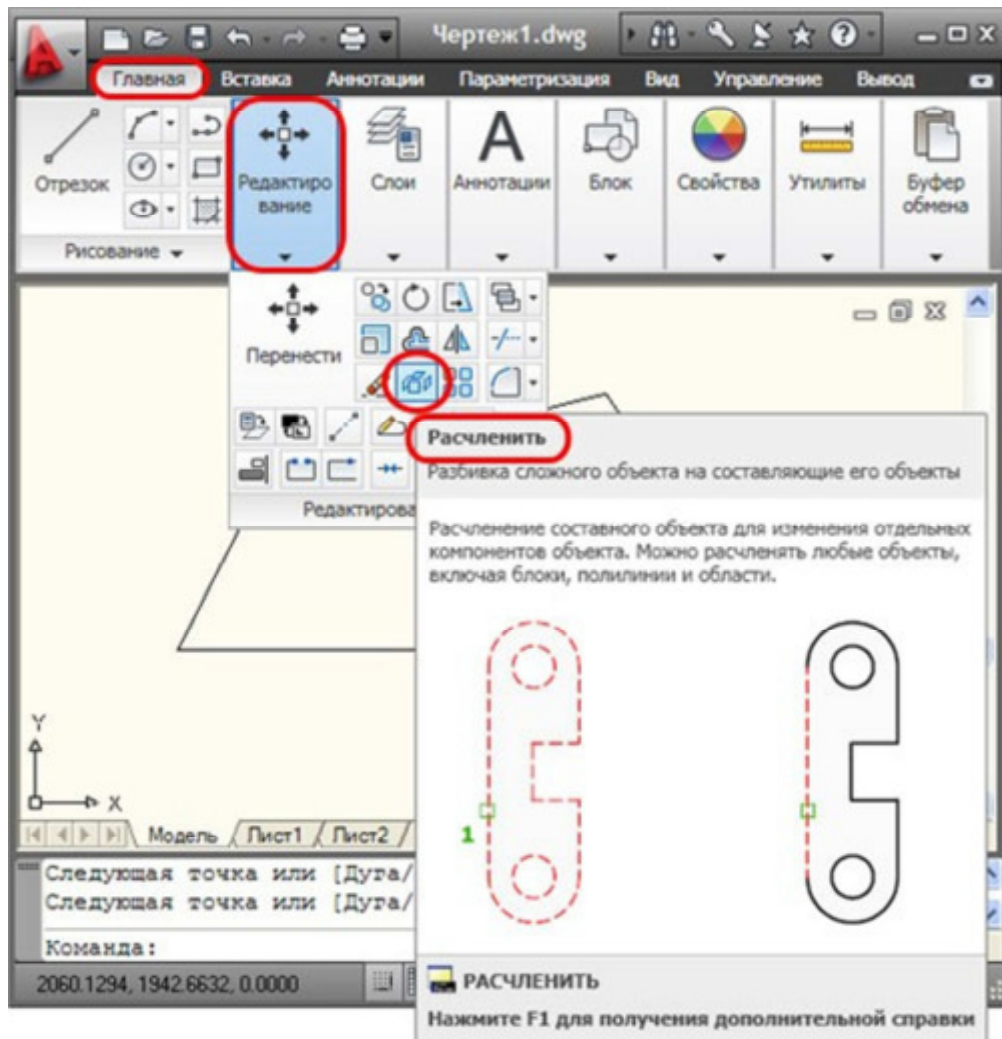 Чертеж1.dwg
Главная Вставка Аннотации Параметризация Вид Управление Вывод
Отрезок
Редактиро
вание
Слои
Аннотации
Блок
Свойства
Утилиты
Буфер
обмена
Рисование
Перенести
Расчленить
Разбивка сложного объекта на составляющие его объекты
Редактирова
Расчленение составного объекта для изменения отдельных
компонентов объекта. Можно расчленять любые объекты,
включая блоки, полилинии и области.
1
Y
X
Модель Лист1 Лист2
Следующая точка или [Дуга/
Следующая точка или [Дуга/
Команда:
2060.1294, 1942.6632, 0.0000
РАСЧЛЕНИТЬ
Нажмите F1 для получения дополнительной справки